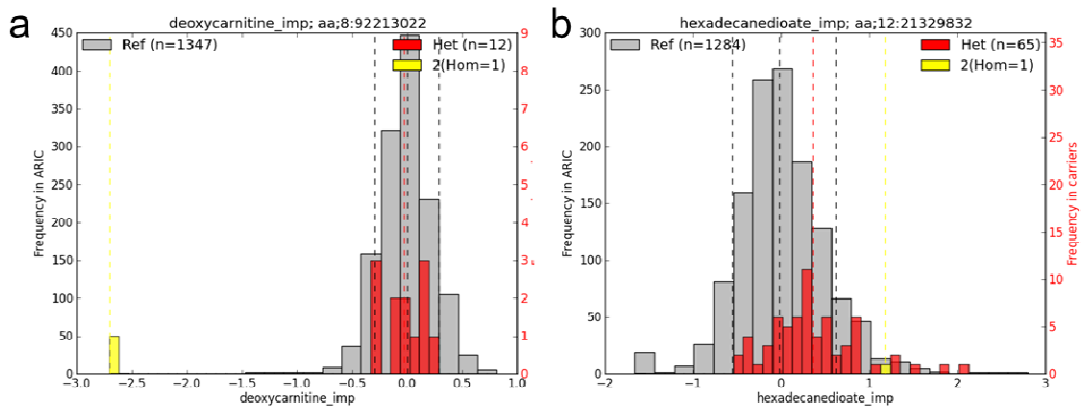 a
deoxycarnitine_imp; aa;8:92213022
Ref (n=1347)
Het (n=12)
2(Hom=1)
Frequency in ARIC
450
400
350
300
250
200
150
100
50
0
9
8
7
6
5
4
3
2
1
0
−3.0 −2.5 −2.0 −1.5 −1.0 −0.5 0.0 0.5 1.0
deoxycarnitine_imp
b
hexadecanedioate_imp; aa;12:21329832
Ref (n=1284)
Het (n=65)
2(Hom=1)
Frequency in ARIC
300
250
200
150
100
50
0
35
30
25
20
15
10
5
0
Frequency in carriers
−2 −1 0 1 2 3
hexadecanedioate_imp